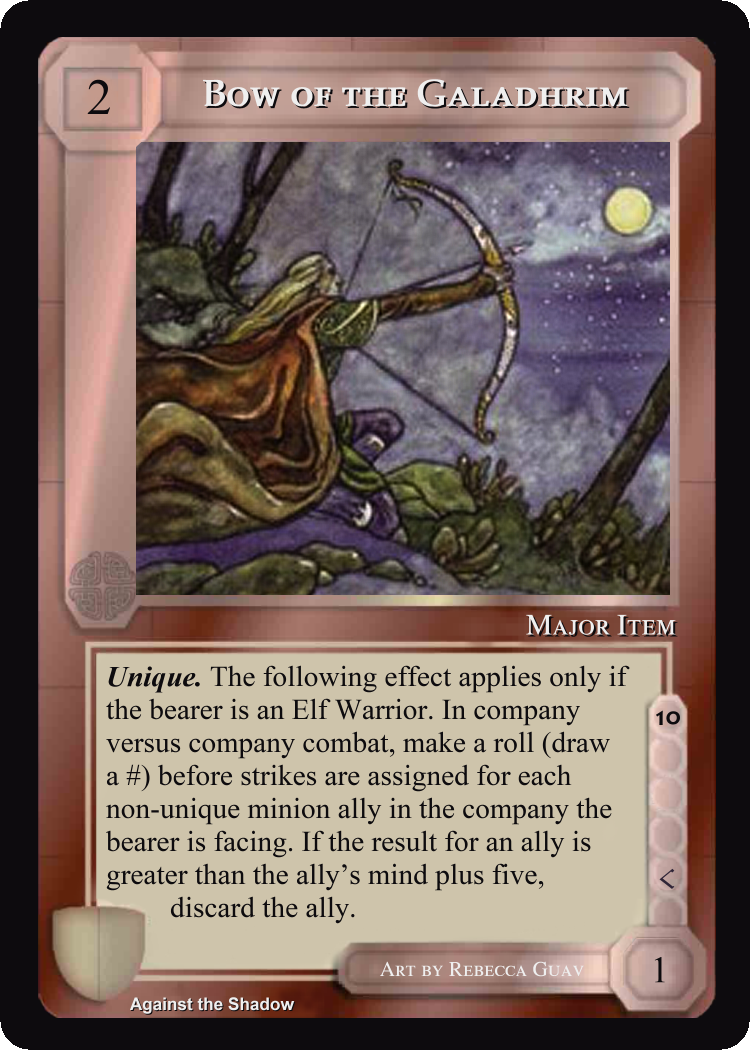 2
Bow of the Galadhrim
Major Item
Unique. The following effect applies only if
the bearer is an Elf Warrior. In company
versus company combat, make a roll (draw
a #) before strikes are assigned for each
non-unique minion ally in the company the
bearer is facing. If the result for an ally is
greater than the ally’s mind plus five,
discard the ally.
10
<
Art by Rebecca Guay
1
Against the Shadow